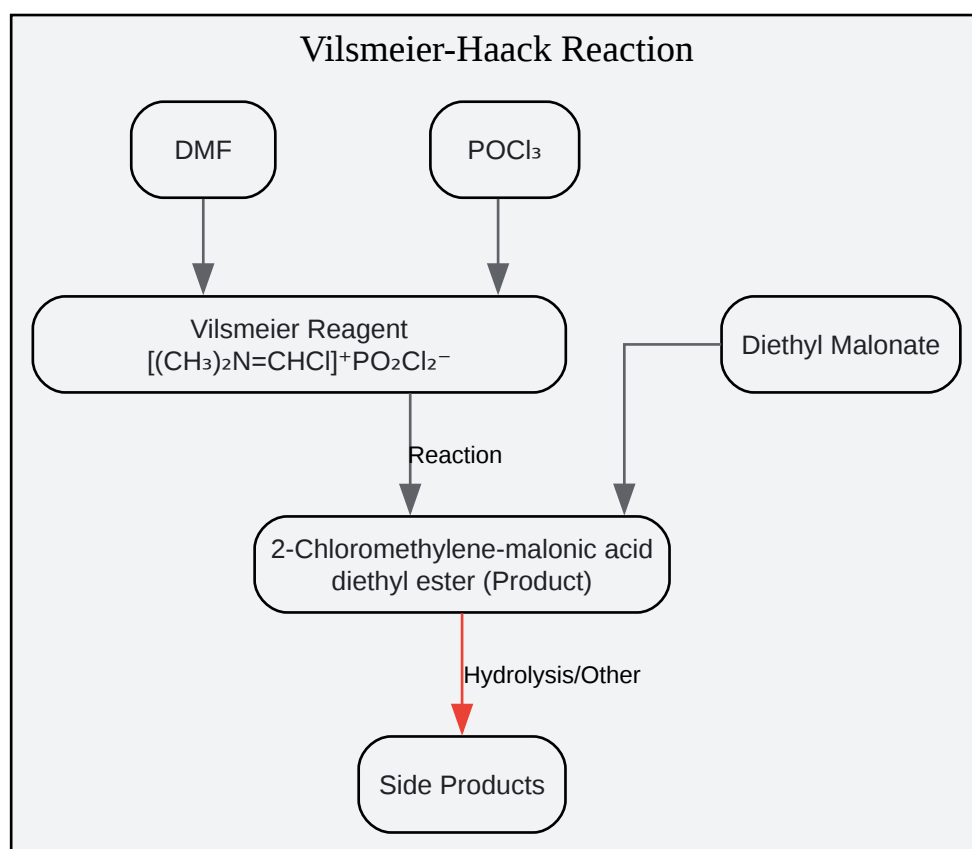 Vilsmeier-Haack Reaction
DMF
POCl₃
Vilsmeier Reagent
[(CH₃)₂N=CHCl]⁺PO₂Cl₂⁻
Diethyl Malonate
Reaction
2-Chloromethylene-malonic acid
diethyl ester (Product)
Hydrolysis/Other
Side Products